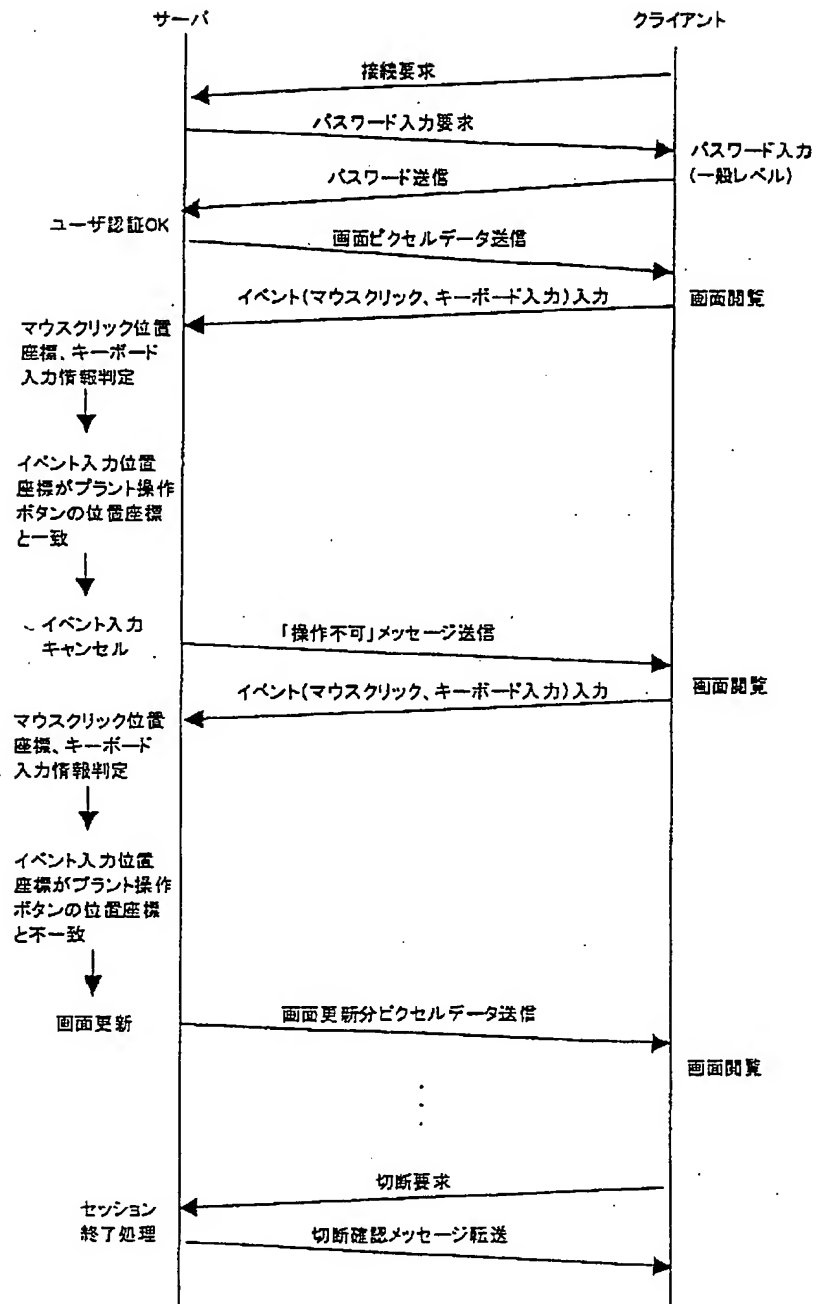 サーバ
クライアント
接続要求
パスワード入力要求
パスワード入力
(一般レベル)
パスワード送信
ユーザ認証OK
画面ピクセルデータ送信
画面閲覧
イベント(マウスクリック、キーボード入力)入力
マウスクリック位置
座標、キーボード
入力情報判定
イベント入力位置
座標がプラント操作
ボタンの位置座標
と一致
イベント入力
キャンセル
「操作不可」メッセージ送信
画面閲覧
イベント(マウスクリック、キーボード入力)入力
マウスクリック位置
座標、キーボード
入力情報判定
イベント入力位置
座標がプラント操作
ボタンの位置座標
と不一致
画面更新
画面更新分ピクセルデータ送信
画面閲覧
切断要求
セッション
終了処理
切断確認メッセージ転送